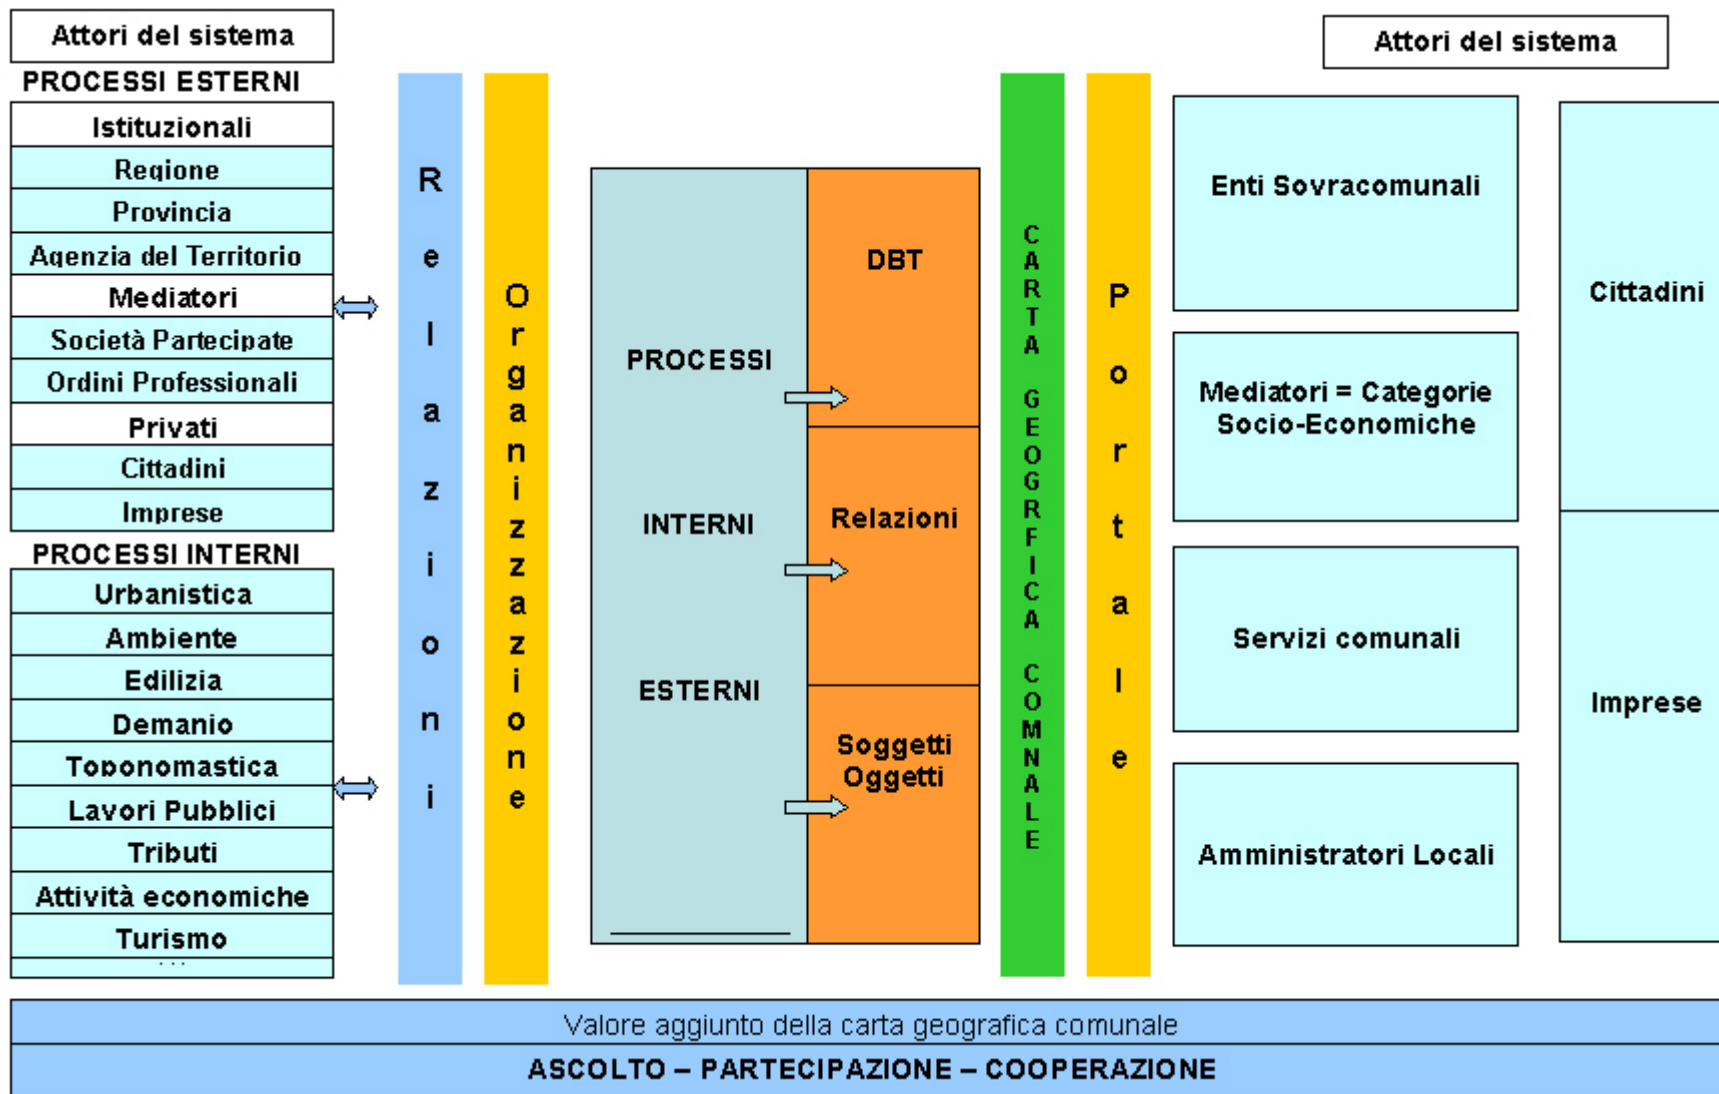 Attori del sistema
PROCESSI ESTERNI
Istituzionali
Regione
Provincia
Agenzia del Territorio
Mediatori
Società Partecipate
Ordini Professionali
Privati
Cittadini
Imprese
PROCESSI INTERNI
Urbanistica
Ambiente
Edilizia
Demanio
Toponomastica
Lavori Pubblici
Tributi
Attività economiche
Turismo
...
Relazioni
Organizzazione
PROCESSI
INTERNI
ESTERNI
DBT
Relazioni
Soggetti
Oggetti
CARTA GEOGRFICA COMNALE
Portale
Attori del sistema
Enti Sovracomunali
Mediatori = Categorie
Socio-Economiche
Servizi comunali
Amministratori Locali
Cittadini
Imprese
Valore aggiunto della carta geografica comunale
ASCOLTO – PARTECIPAZIONE – COOPERAZIONE